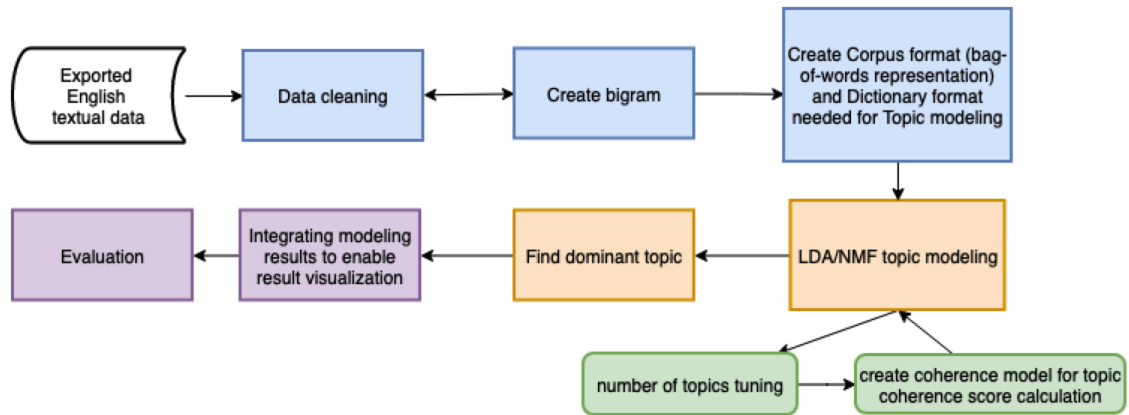 Exported
English
textual data
Data cleaning
Create bigram
Create Corpus format (bag-
of-words representation)
and Dictionary format
needed for Topic modeling
Evaluation
Integrating modeling
results to enable
result visualization
Find dominant topic
LDA/NMF topic modeling
number of topics tuning
create coherence model for topic
coherence score calculation